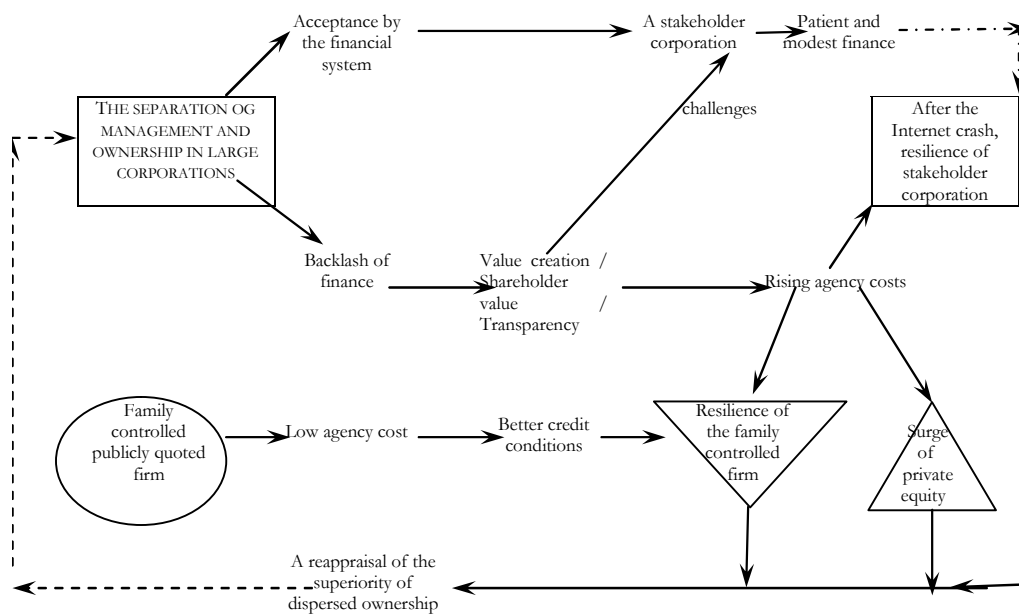 Acceptance by
the financial
system
A stakeholder
corporation
Patient and
modest finance
challenges
THE SEPARATION OG
MANAGEMENT AND
OWNERSHIP IN LARGE
CORPORATIONS
After the
Internet crash,
resilience of
stakeholder
corporation
Backlash of
finance
Value creation /
Shareholder
value /
Transparency
Rising agency costs
Family
controlled
publicly quoted
firm
Low agency cost
Better credit
conditions
Resilience of
the family
controlled
firm
Surge
of
private
equity
A reappraisal of the
superiority of
dispersed ownership